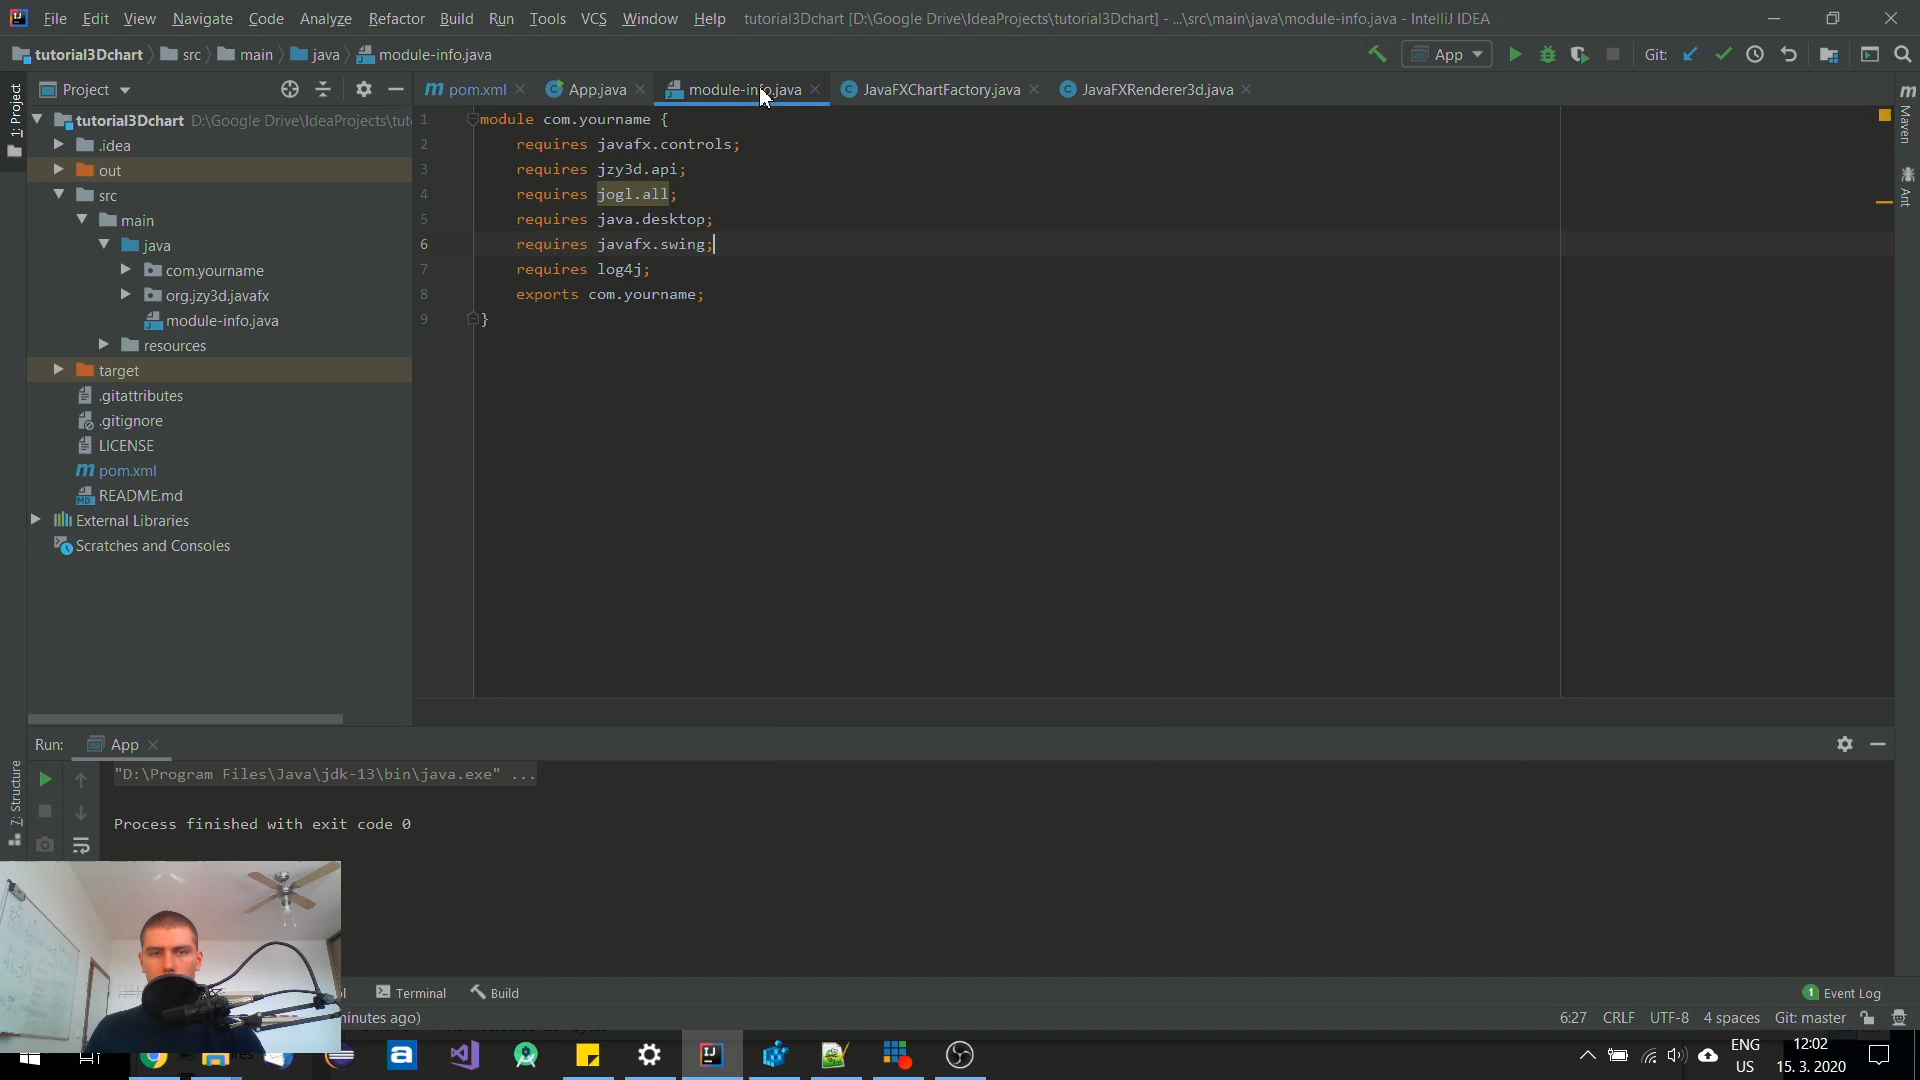 File Edit View Navigate Code Analyze Refactor Build Run Tools VCS Window Help tutorial3Dchart [D:\Google Drive\IdeaProjects\tutorial3Dchart] - ...\src\main\java\module-info.java - IntelliJ IDEA
tutorial3Dchart src main java module-info.java
App Git:
1: Project
Project
pom.xml App.java module-info.java JavaFXChartFactory.java JavaFXRenderer3d.java
tutorial3Dchart D:\Google Drive\IdeaProjects\tut
.idea
out
src
main
java
com.yourname
org.jzy3d.javafx
module-info.java
resources
target
.gitattributes
.gitignore
LICENSE
pom.xml
README.md
External Libraries
Scratches and Consoles
1 module com.yourname {
2 requires javafx.controls;
3 requires jzy3d.api;
4 requires jogl.all;
5 requires java.desktop;
6 requires javafx.swing;
7 requires log4j;
8 exports com.yourname;
9 }
Maven
Ant
Run: App
7: Structure
"D:\Program Files\Java\jdk-13\bin\java.exe" ...
Process finished with exit code 0
Terminal Build
1 Event Log
minutes ago)
6:27 CRLF UTF-8 4 spaces Git: master
ENG
US
12:02
15. 3. 2020